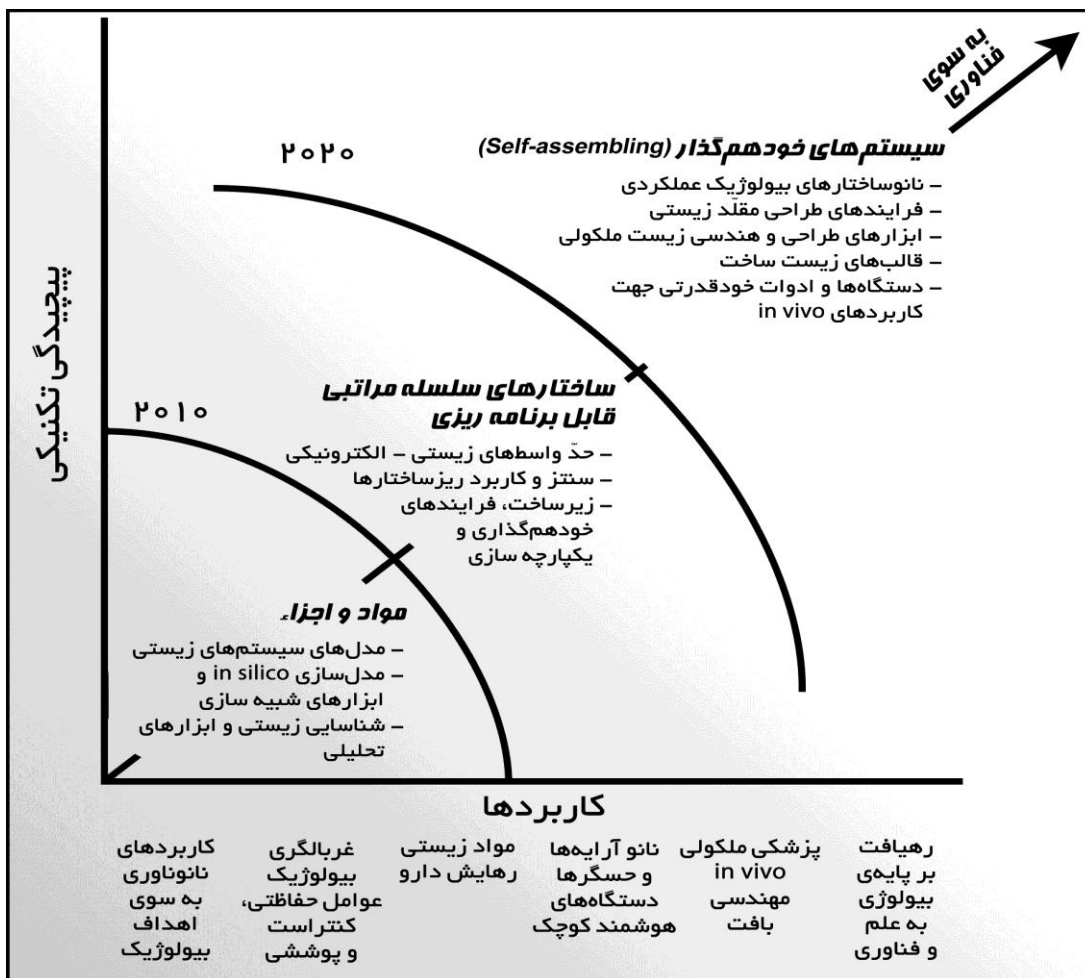 به سوی
فناوری
سیستم‌های خودهم‌گذار (Self-assembling)
– نانوساختارهای بیولوژیک عملکردی
– فرایندهای طراحی مقلّد زیستی
– ابزارهای طراحی و هندسی زیست ملکولی
– قالب‌های زیست ساخت
– دستگاه‌ها و ادوات خودقدرتی جهت
کاربردهای in vivo
۲۰۲۰
پیچیدگی تکنیکی
ساختارهای سلسله مراتبی
قابل برنامه ریزی
– حدّ واسط‌های زیستی – الکترونیکی
– سنتز و کاربرد ریزساختارها
– زیرساخت، فرایندهای
خودهم‌گذاری و
یکپارچه سازی
۲۰۱۰
مواد و اجزاء
– مدل‌های سیستم‌های زیستی
– مدل‌سازی in silico و
ابزارهای شبیه سازی
– شناسایی زیستی و ابزارهای
تحلیلی
کاربردها
رهیافت
بر پایه‌ی
بیولوژی
به علم
و فناوری
پزشکی ملکولی
in vivo
مهندسی
بافت
نانو آرایه‌ها
و حسگرها
دستگاه‌های
هوشمند کوچک
مواد زیستی
رهایش دارو
غربالگری
بیولوژیک
عوامل حفاظتی،
کنتراست
و پوششی
کاربردهای
نانوناوری
به سوی
اهداف
بیولوژیک